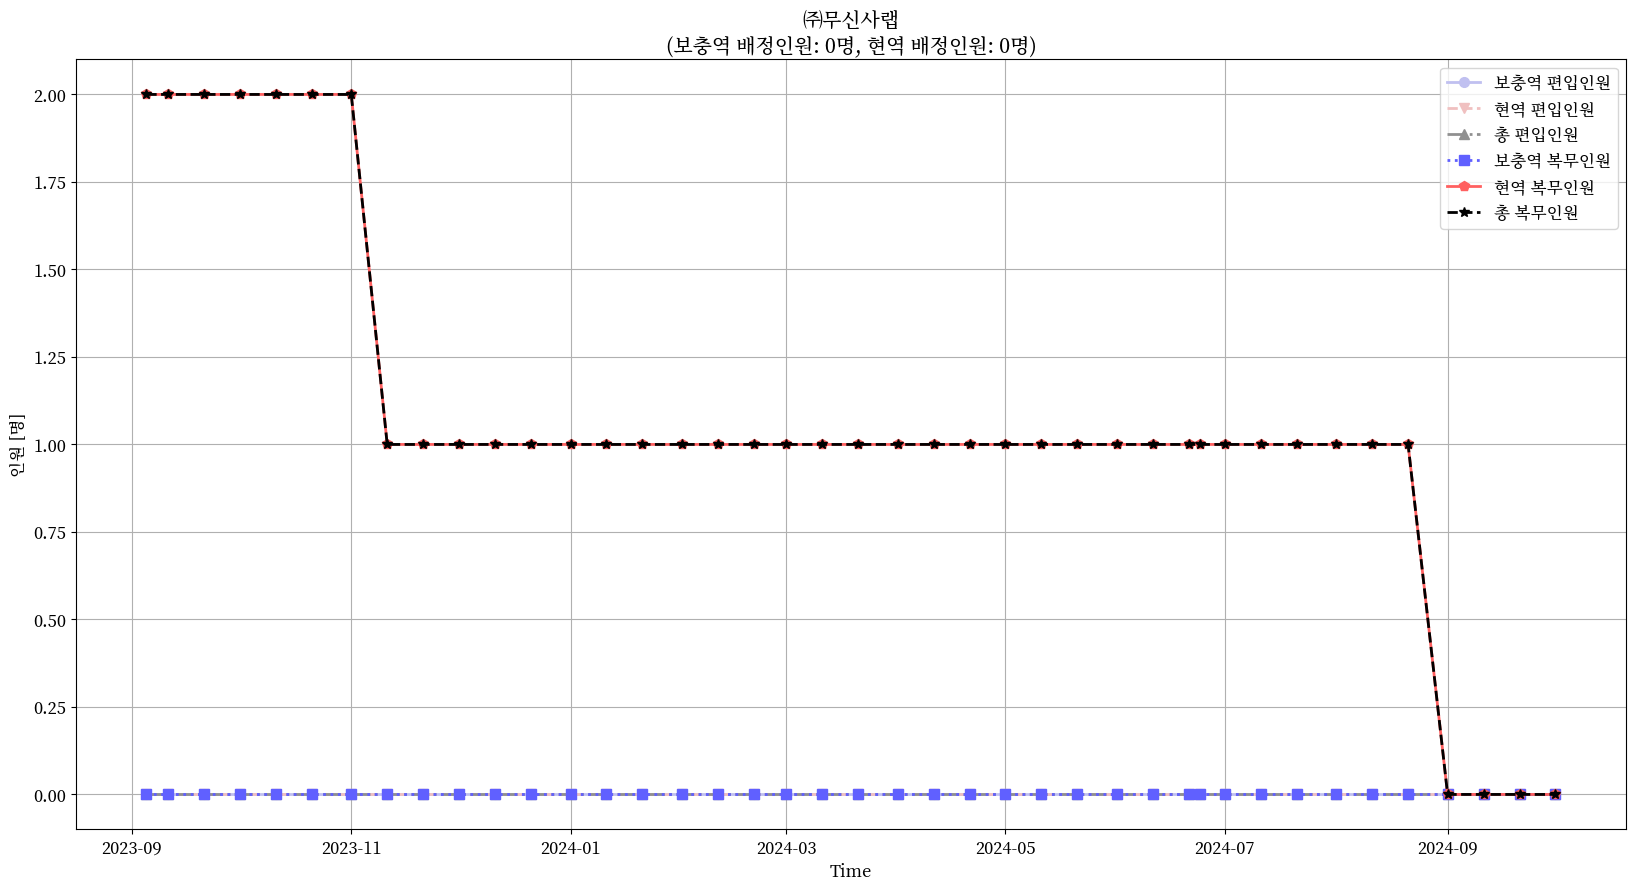 ㈜무신사랩
(보충역 배정인원: 0명, 현역 배정인원: 0명)
보충역 편입인원
현역 편입인원
총 편입인원
보충역 복무인원
현역 복무인원
총 복무인원
2.00
1.75
1.50
1.25
1.00
0.75
0.50
0.25
0.00
인원 [명]
2023-09
2023-11
2024-01
2024-03
2024-05
2024-07
2024-09
Time